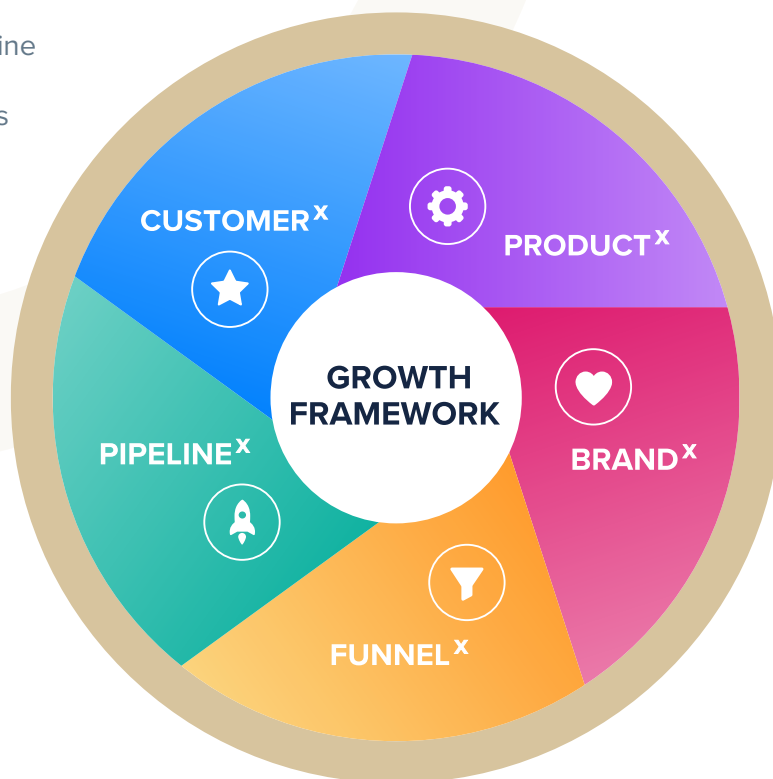 CUSTOMERˣ
PRODUCTˣ
GROWTH
FRAMEWORK
BRANDˣ
PIPELINEˣ
FUNNELˣ